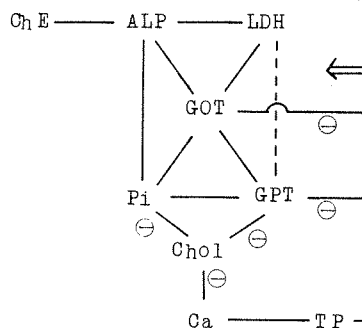 ChE ALP LDH
GOT
⊖
Pi GPT
⊖ ⊖ ⊖
Chol
⊖
Ca TP